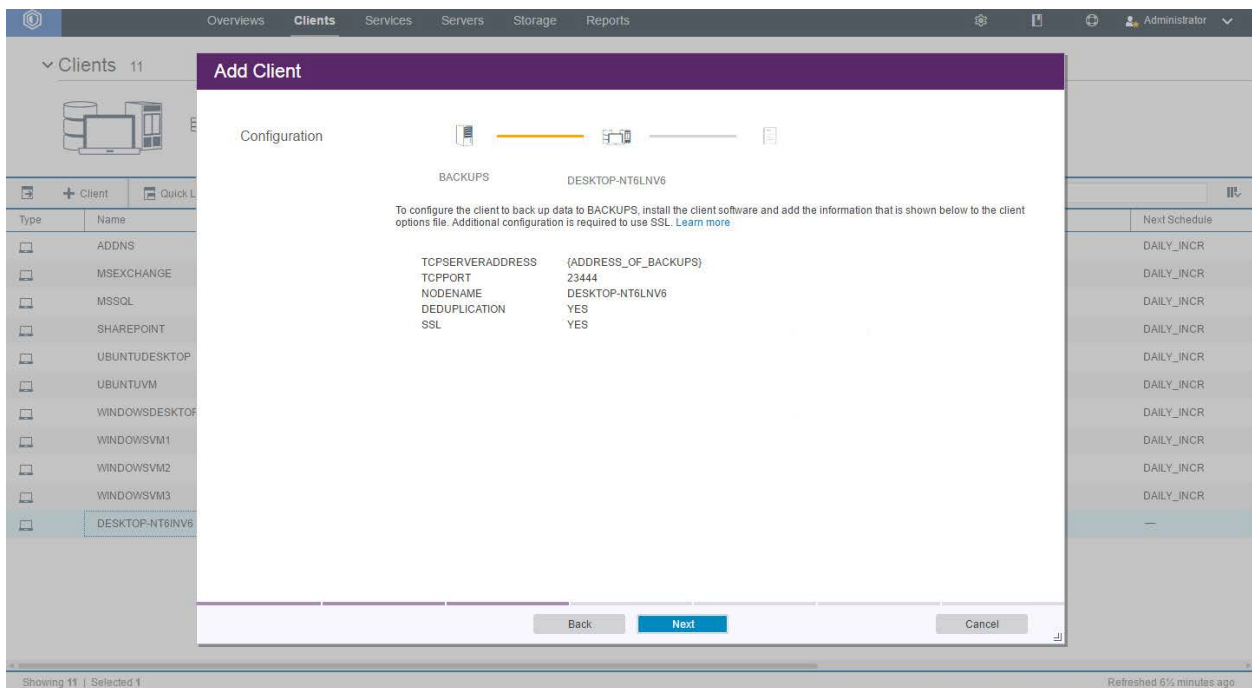 Overviews Clients Services Servers Storage Reports Administrator
Clients 11
Add Client
Configuration
BACKUPS DESKTOP-NT6LNV6
To configure the client to back up data to BACKUPS, install the client software and add the information that is shown below to the client
options file. Additional configuration is required to use SSL. Learn more
TCPSERVERADDRESS {ADDRESS_OF_BACKUPS}
TCPPORT 23444
NODENAME DESKTOP-NT6LNV6
DEDUPLICATION YES
SSL YES
Back Next Cancel
+ Client Quick L
Type Name Next Schedule
ADDNS DAILY_INCR
MSEXCHANGE DAILY_INCR
MSSQL DAILY_INCR
SHAREPOINT DAILY_INCR
UBUNTUDESKTOP DAILY_INCR
UBUNTUVM DAILY_INCR
WINDOWSDESKTOP DAILY_INCR
WINDOWSVM1 DAILY_INCR
WINDOWSVM2 DAILY_INCR
WINDOWSVM3 DAILY_INCR
DESKTOP-NT6INV6 —
Showing 11 | Selected 1 Refreshed 6½ minutes ago